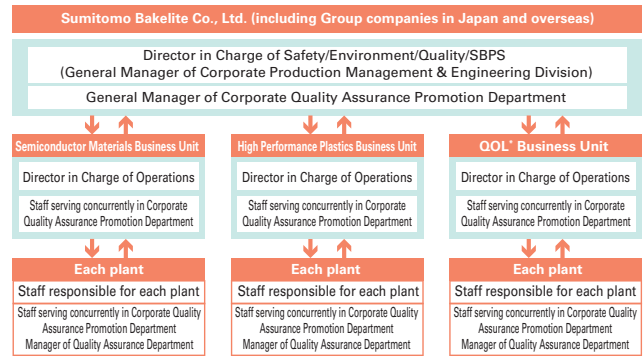 Sumitomo Bakelite Co., Ltd. (including Group companies in Japan and overseas)
Director in Charge of Safety/Environment/Quality/SBPS
(General Manager of Corporate Production Management & Engineering Division)
General Manager of Corporate Quality Assurance Promotion Department
Semiconductor Materials Business Unit
Director in Charge of Operations
Staff serving concurrently in Corporate
Quality Assurance Promotion Department
High Performance Plastics Business Unit
Director in Charge of Operations
Staff serving concurrently in Corporate
Quality Assurance Promotion Department
QOL* Business Unit
Director in Charge of Operations
Staff serving concurrently in Corporate
Quality Assurance Promotion Department
Each plant
Staff responsible for each plant
Staff serving concurrently in Corporate Quality
Assurance Promotion Department
Manager of Quality Assurance Department
Each plant
Staff responsible for each plant
Staff serving concurrently in Corporate Quality
Assurance Promotion Department
Manager of Quality Assurance Department
Each plant
Staff responsible for each plant
Staff serving concurrently in Corporate Quality
Assurance Promotion Department
Manager of Quality Assurance Department